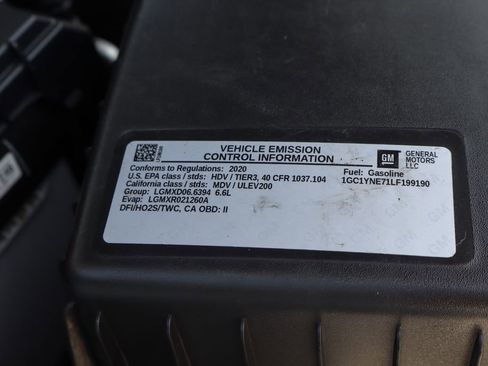 VEHICLE EMISSION
CONTROL INFORMATION
GM
GENERAL
MOTORS
LLC
Conforms to Regulations: 2020
Fuel: Gasoline
U.S. EPA class / stds: HDV / TIER3, 40 CFR 1037.104
1GC1YNE71LF199190
California class / stds: MDV / ULEV200
Group: LGMXD06.6394 6.6L
Evap: LGMXR021260A
DFI/HO2S/TWC, CA OBD: II